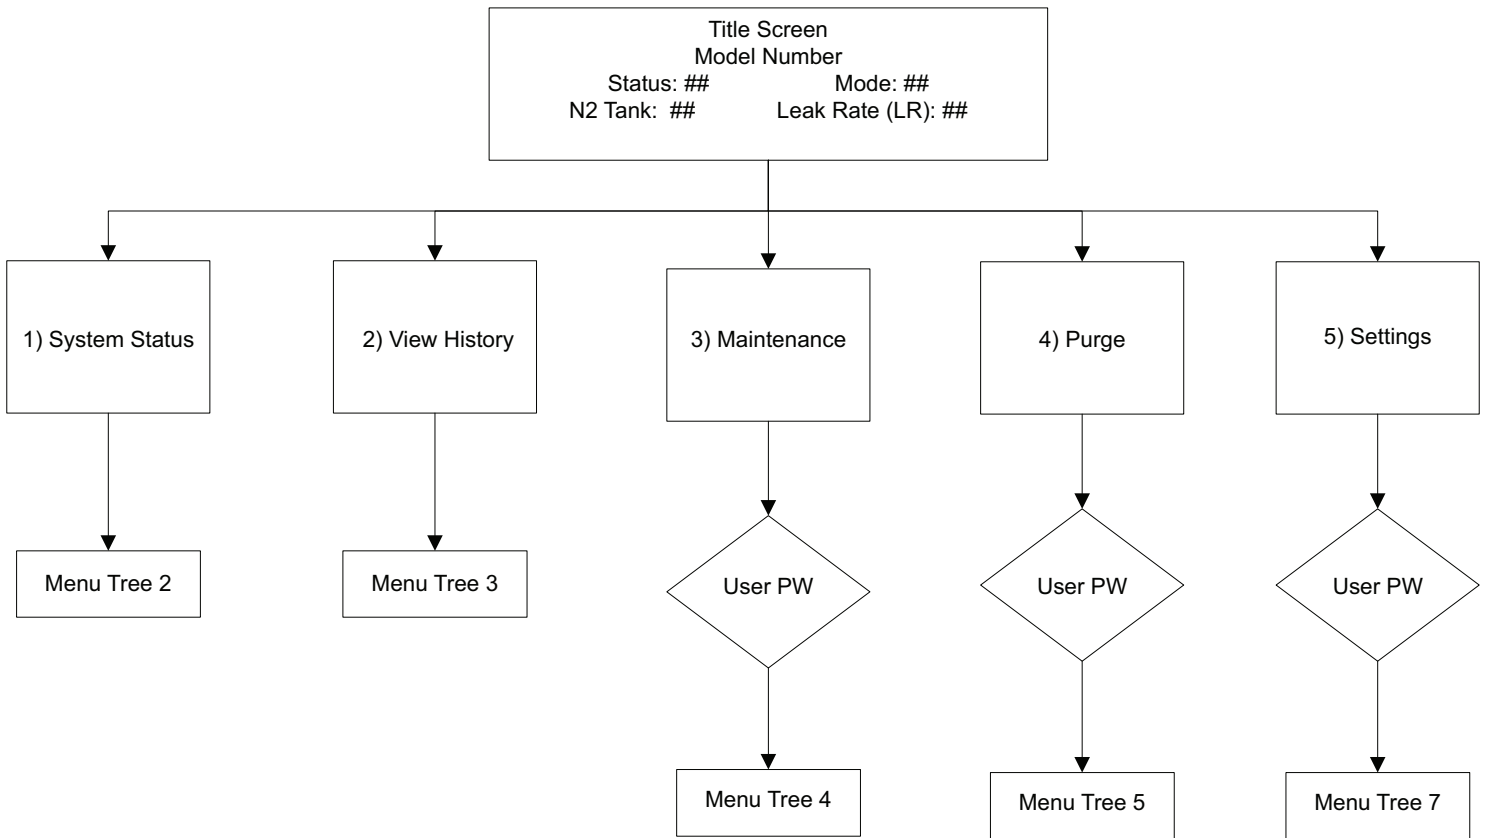 Title Screen
Model Number
Status: ## Mode: ##
N2 Tank: ## Leak Rate (LR): ##
1) System Status
2) View History
3) Maintenance
4) Purge
5) Settings
Menu Tree 2
Menu Tree 3
User PW
User PW
User PW
Menu Tree 4
Menu Tree 5
Menu Tree 7